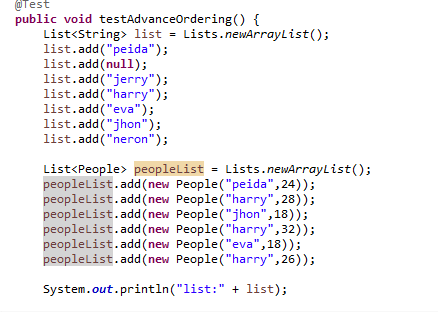 @Test
public void testAdvanceOrdering() {
List<String> list = Lists.newArrayList();
list.add("peida");
list.add(null);
list.add("jerry");
list.add("harry");
list.add("eva");
list.add("jhon");
list.add("neron");
List<People> peopleList = Lists.newArrayList();
peopleList.add(new People("peida",24));
peopleList.add(new People("harry",28));
peopleList.add(new People("jhon",18));
peopleList.add(new People("harry",32));
peopleList.add(new People("eva",18));
peopleList.add(new People("harry",26));
System.out.println("list:" + list);